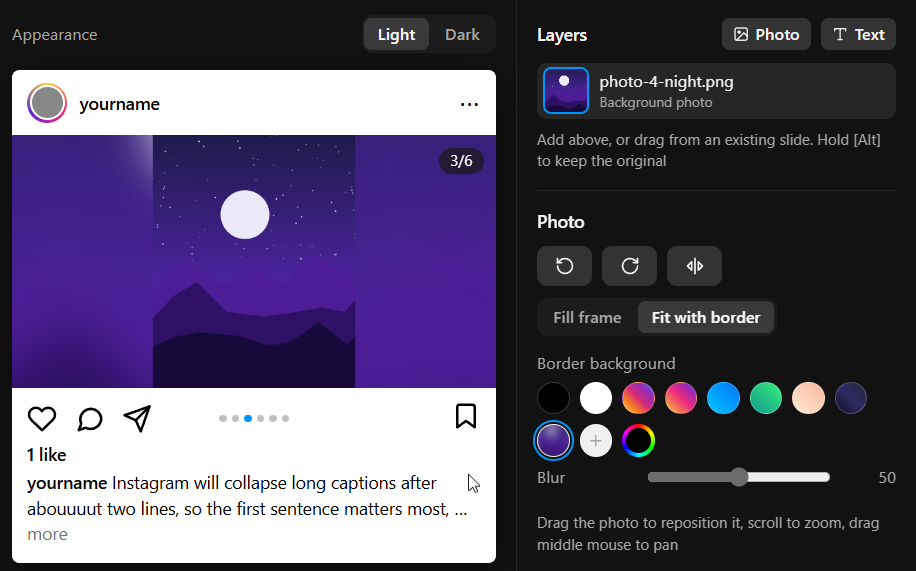 Appearance
Light
Dark
yourname
...
3/6
1 like
yourname Instagram will collapse long captions after
abouuuut two lines, so the first sentence matters most, ...
more
Layers
Photo
Text
photo-4-night.png
Background photo
Add above, or drag from an existing slide. Hold [Alt]
to keep the original
Photo
Fill frame
Fit with border
Border background
Blur
50
Drag the photo to reposition it, scroll to zoom, drag
middle mouse to pan